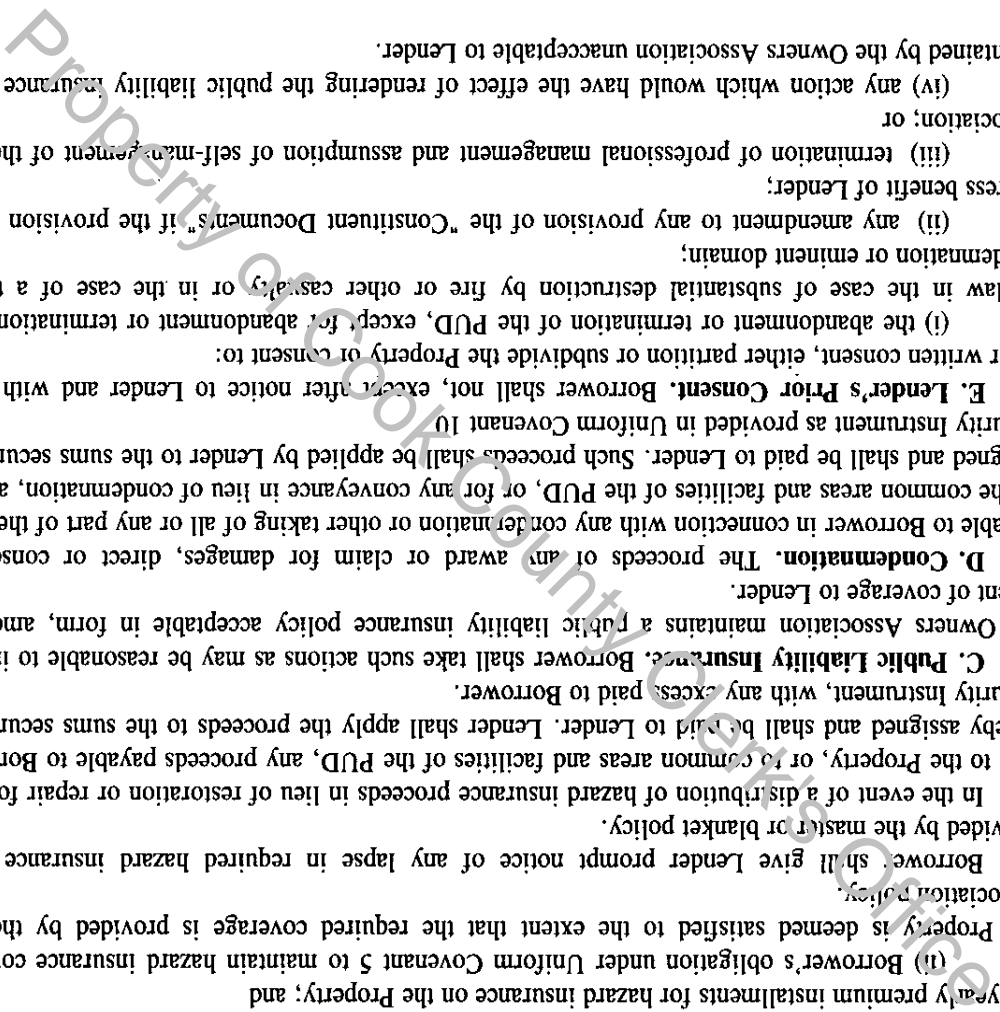 yearly premium installments for hazard insurance on the Property; and
(ii) Borrower's obligation under Uniform Covenant 5 to maintain hazard insurance co
Property is deemed satisfied to the extent that the required coverage is provided by the
ociation policy.
Borrower shall give Lender prompt notice of any lapse in required hazard insurance
vided by the master or blanket policy.
In the event of a distribution of hazard insurance proceeds in lieu of restoration or repair fo
to the Property, or to common areas and facilities of the PUD, any proceeds payable to Bor
eby assigned and shall be paid to Lender. Lender shall apply the proceeds to the sums secur
urity Instrument, with any excess paid to Borrower.
C. Public Liability Insurance. Borrower shall take such actions as may be reasonable to i
Owners Association maintains a public liability insurance policy acceptable in form, amo
ent of coverage to Lender.
D. Condemnation. The proceeds of any award or claim for damages, direct or conse
able to Borrower in connection with any condemnation or other taking of all or any part of the
he common areas and facilities of the PUD, or for any conveyance in lieu of condemnation, a
igned and shall be paid to Lender. Such proceeds shall be applied by Lender to the sums secu
urity Instrument as provided in Uniform Covenant 10
E. Lender's Prior Consent. Borrower shall not, except after notice to Lender and with
r written consent, either partition or subdivide the Property or consent to:
(i) the abandonment or termination of the PUD, except for abandonment or termination
law in the case of substantial destruction by fire or other casualty or in the case of a t
demnation or eminent domain;
(ii) any amendment to any provision of the "Constituent Documents" if the provision
ress benefit of Lender;
(iii) termination of professional management and assumption of self-management of th
ociation; or
(iv) any action which would have the effect of rendering the public liability insurance
ntained by the Owners Association unacceptable to Lender.
Property of Cook County Clerk's Office